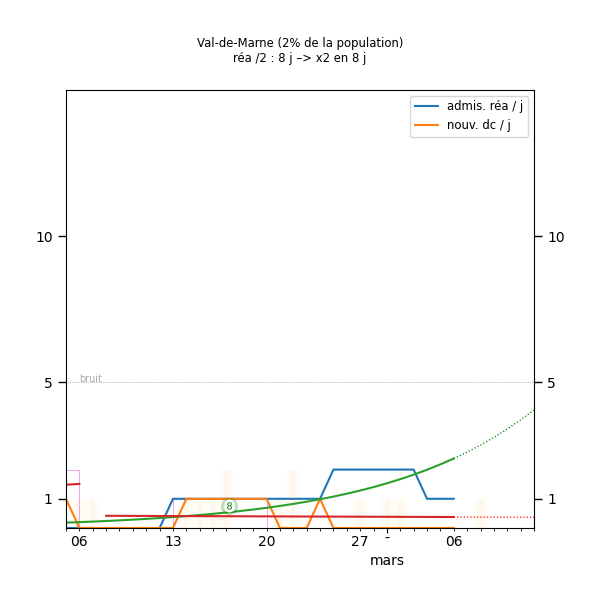 Val-de-Marne (2% de la population)
réa /2 : 8 j –> x2 en 8 j
admis. réa / j
nouv. dc / j
10
10
bruit
5
5
8
1
1
06
13
20
27
-
06
mars